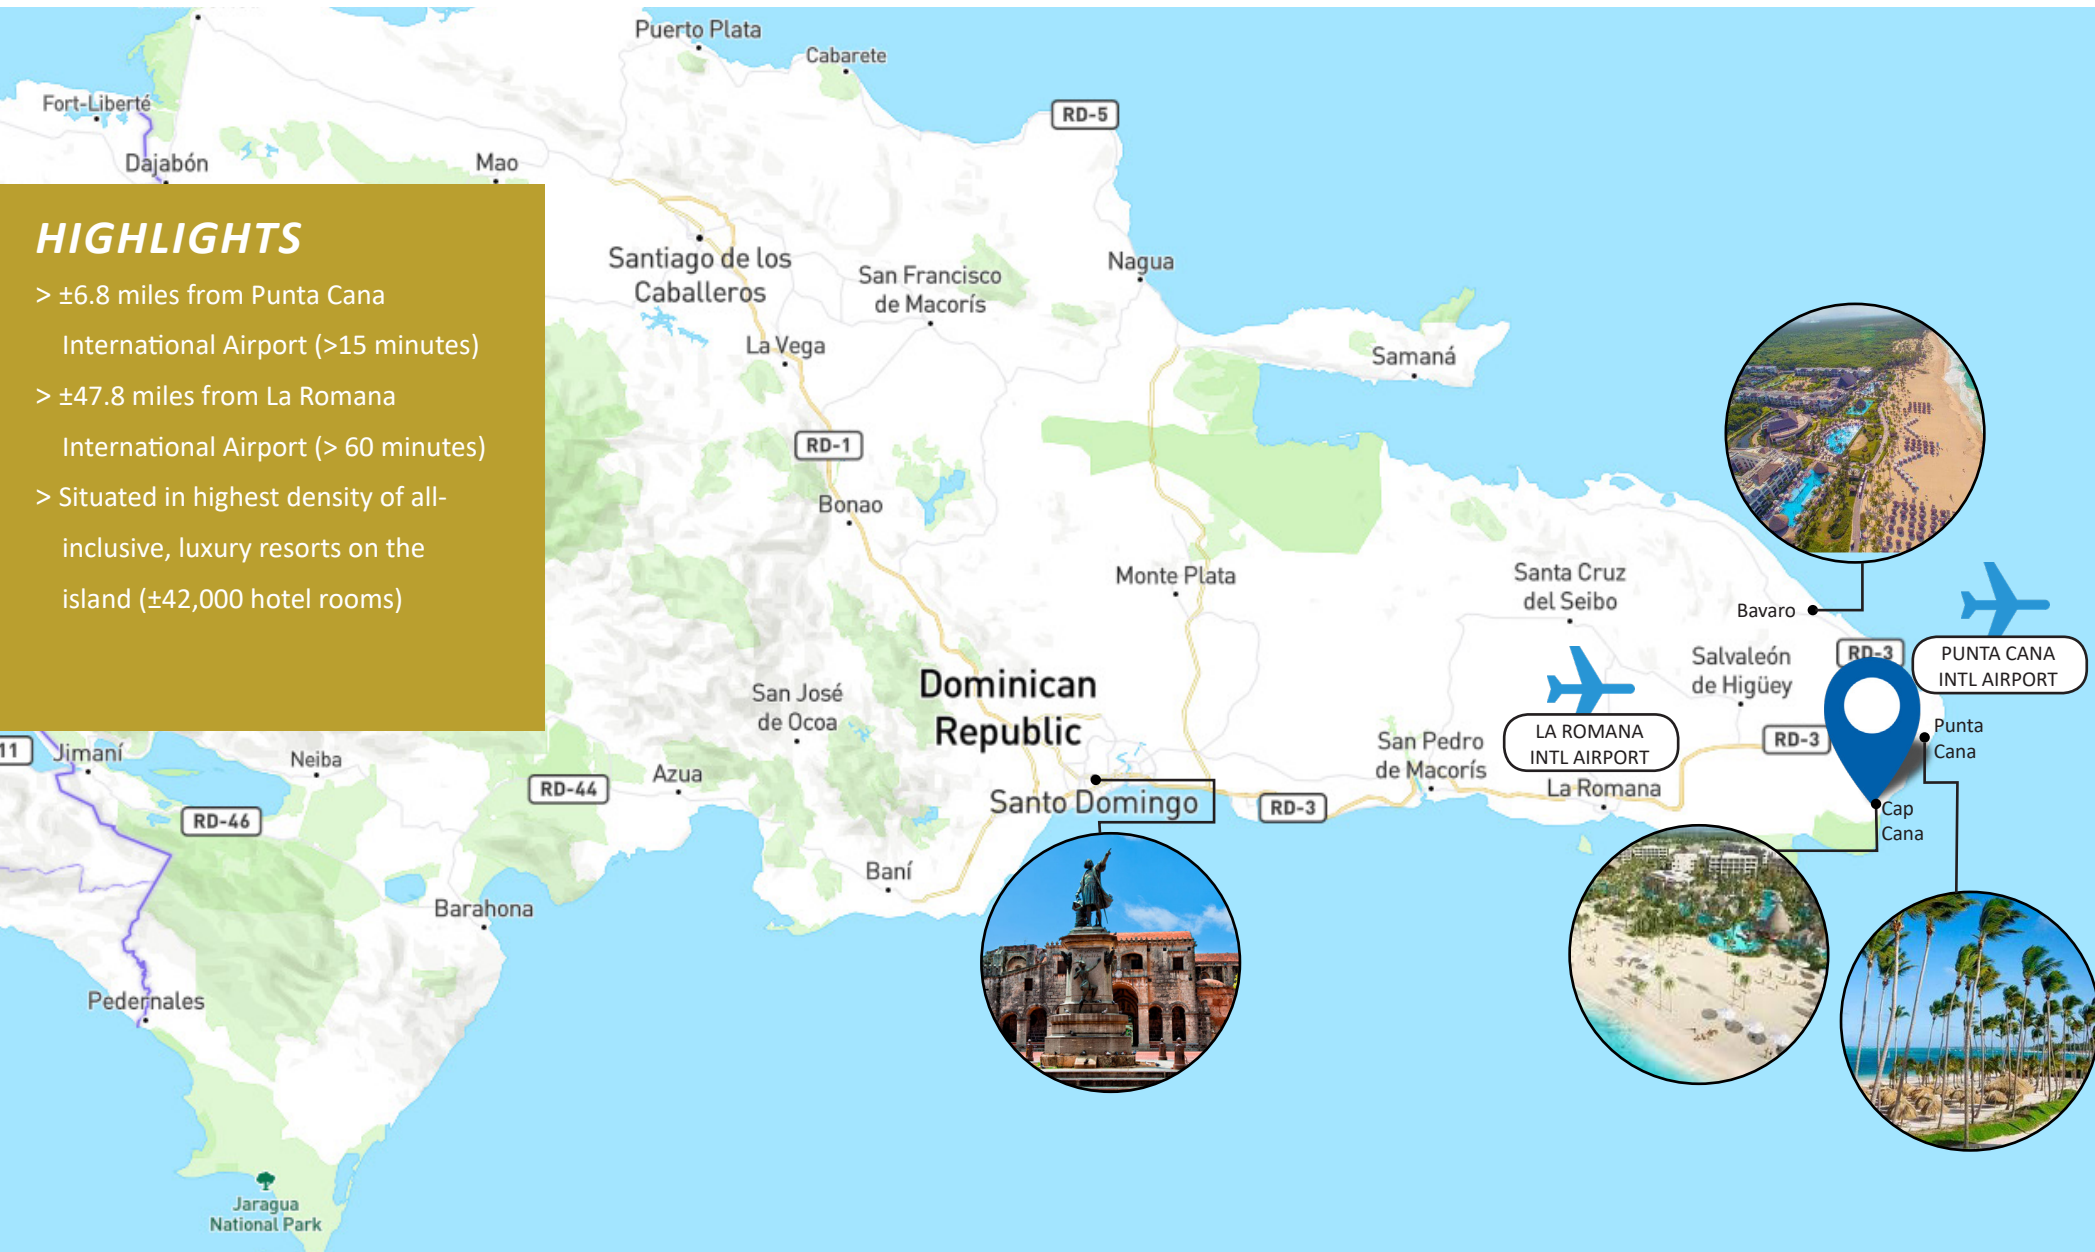 Puerto Plata
Cabarete
Fort-Liberté
RD-5
Dajabón
Mao
HIGHLIGHTS
> ±6.8 miles from Punta Cana
International Airport (>15 minutes)
> ±47.8 miles from La Romana
International Airport (> 60 minutes)
> Situated in highest density of all-
inclusive, luxury resorts on the
island (±42,000 hotel rooms)
Santiago de los
Caballeros
San Francisco
de Macorís
Nagua
La Vega
Samaná
RD-1
Bonao
Monte Plata
Santa Cruz
del Seibo
Bavaro
Salvaleón
de Higüey
RD-3
PUNTA CANA
INTL AIRPORT
Dominican
Republic
San José
de Ocoa
LA ROMANA
INTL AIRPORT
RD-3
Punta
Cana
11
Jimaní
Neiba
Azua
RD-44
San Pedro
de Macorís
La Romana
Santo Domingo
RD-3
Cap
Cana
RD-46
Baní
Barahona
Pedernales
Jaragua
National Park